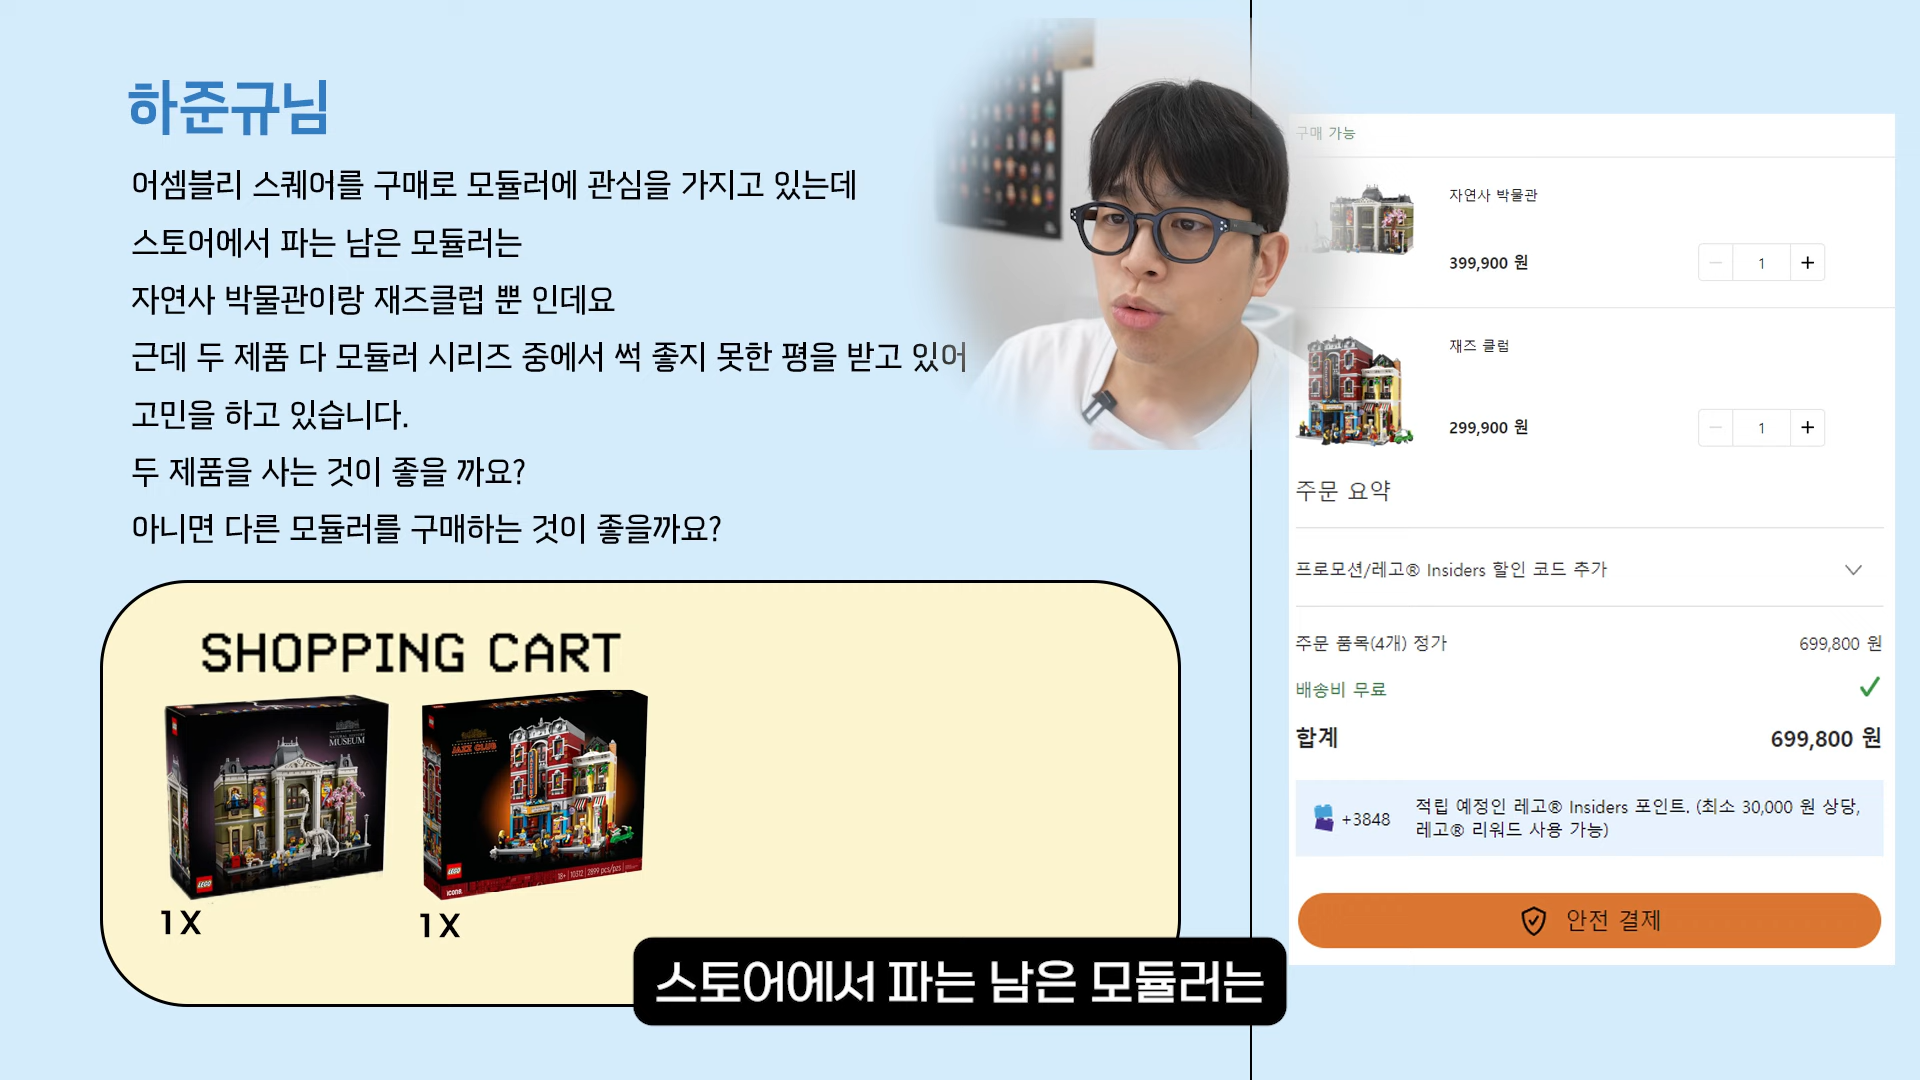 하준규님
어셈블리 스퀘어를 구매로 모듈러에 관심을 가지고 있는데
스토어에서 파는 남은 모듈러는
자연사 박물관이랑 재즈클럽 뿐 인데요
근데 두 제품 다 모듈러 시리즈 중에서 썩 좋지 못한 평을 받고 있어
고민을 하고 있습니다.
두 제품을 사는 것이 좋을 까요?
아니면 다른 모듈러를 구매하는 것이 좋을까요?
SHOPPING CART
MUSEUM
LEGO
1X
JAZZ CLUB
LEGO
ICONS
18+ 10312 2899 pcs/pzs
1X
구매 가능
자연사 박물관
399,900 원
1
재즈 클럽
299,900 원
1
주문 요약
프로모션/레고® Insiders 할인 코드 추가
주문 품목(4개) 정가 699,800 원
배송비 무료
합계 699,800 원
+3848
적립 예정인 레고® Insiders 포인트. (최소 30,000 원 상당,
레고® 리워드 사용 가능)
안전 결제
스토어에서 파는 남은 모듈러는